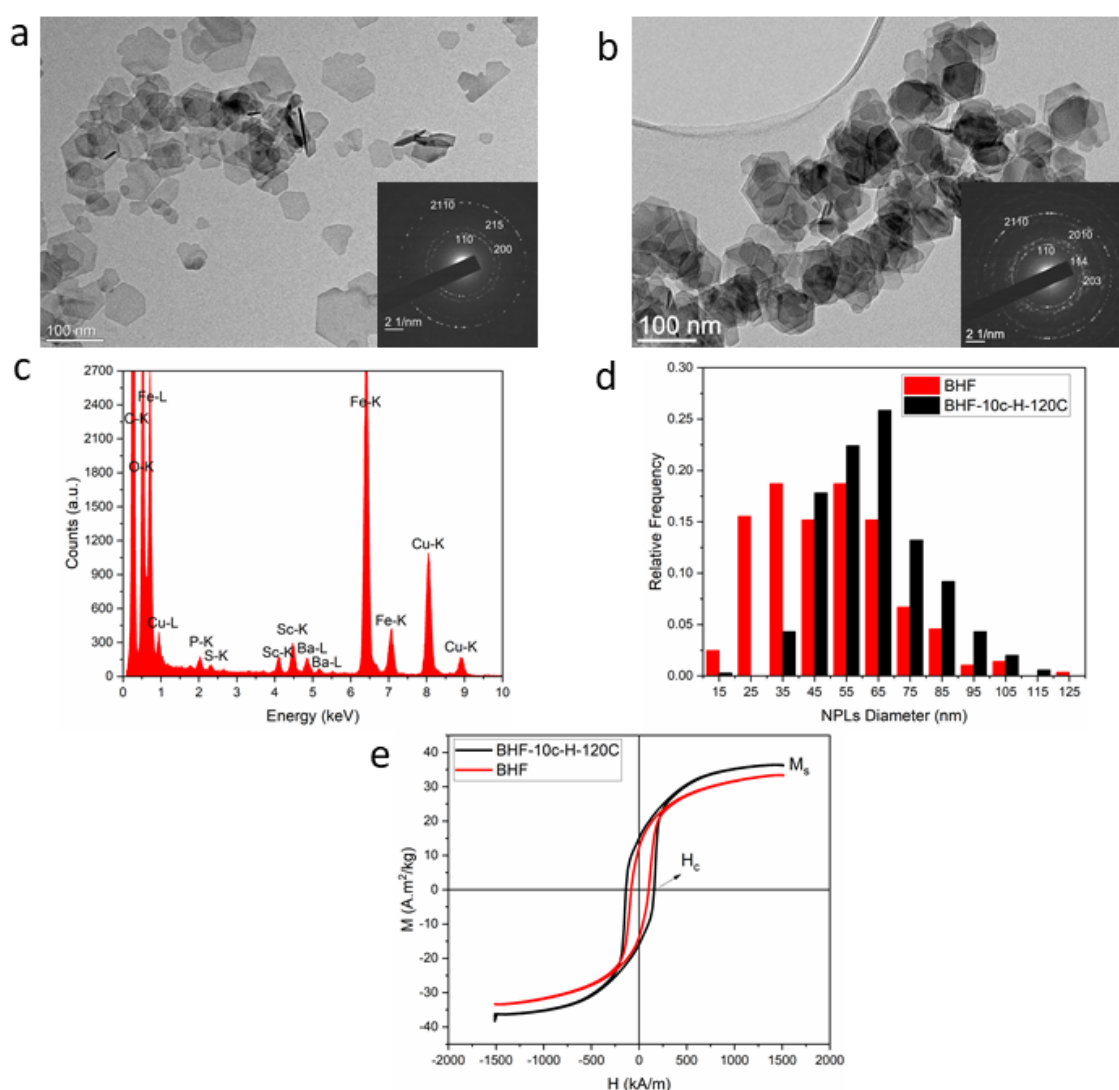 a
2110
215
110
200
100 nm
2 1/nm
b
2110
2010
110
114
203
100 nm
2 1/nm
c
2700
2400
2100
1800
1500
1200
900
600
300
0
Counts (a.u.)
Fe-L
C-K
O-K
Cu-L
P-K
S-K
Sc-K
Sc-K
Ba-L
Ba-L
Fe-K
Fe-K
Cu-K
Cu-K
0 1 2 3 4 5 6 7 8 9 10
Energy (keV)
d
0.30
0.25
0.20
0.15
0.10
0.05
0.00
Relative Frequency
BHF
BHF-10c-H-120C
15 25 35 45 55 65 75 85 95 105 115 125
NPLs Diameter (nm)
e
40
30
20
10
0
-10
-20
-30
-40
M (A.m²/kg)
BHF-10c-H-120C
BHF
Ms
Hc
-2000 -1500 -1000 -500 0 500 1000 1500 2000
H (kA/m)